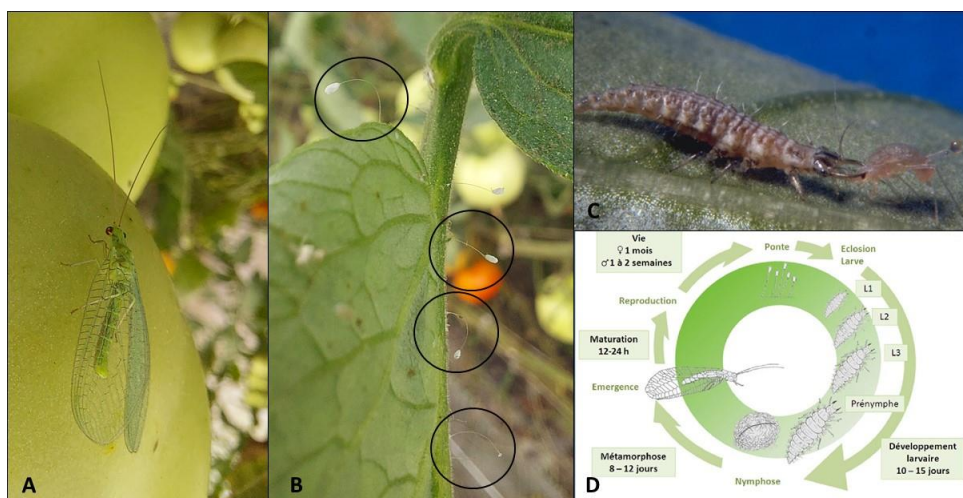 A
B
C
Vie
♀ 1 mois
♂ 1 à 2 semaines
Ponte
Eclosion
Larve
L1
L2
L3
Prénymphe
Développement
larvaire
10 – 15 jours
Nymphose
Métamorphose
8 – 12 jours
Emergence
Maturation
12-24 h
Reproduction
D